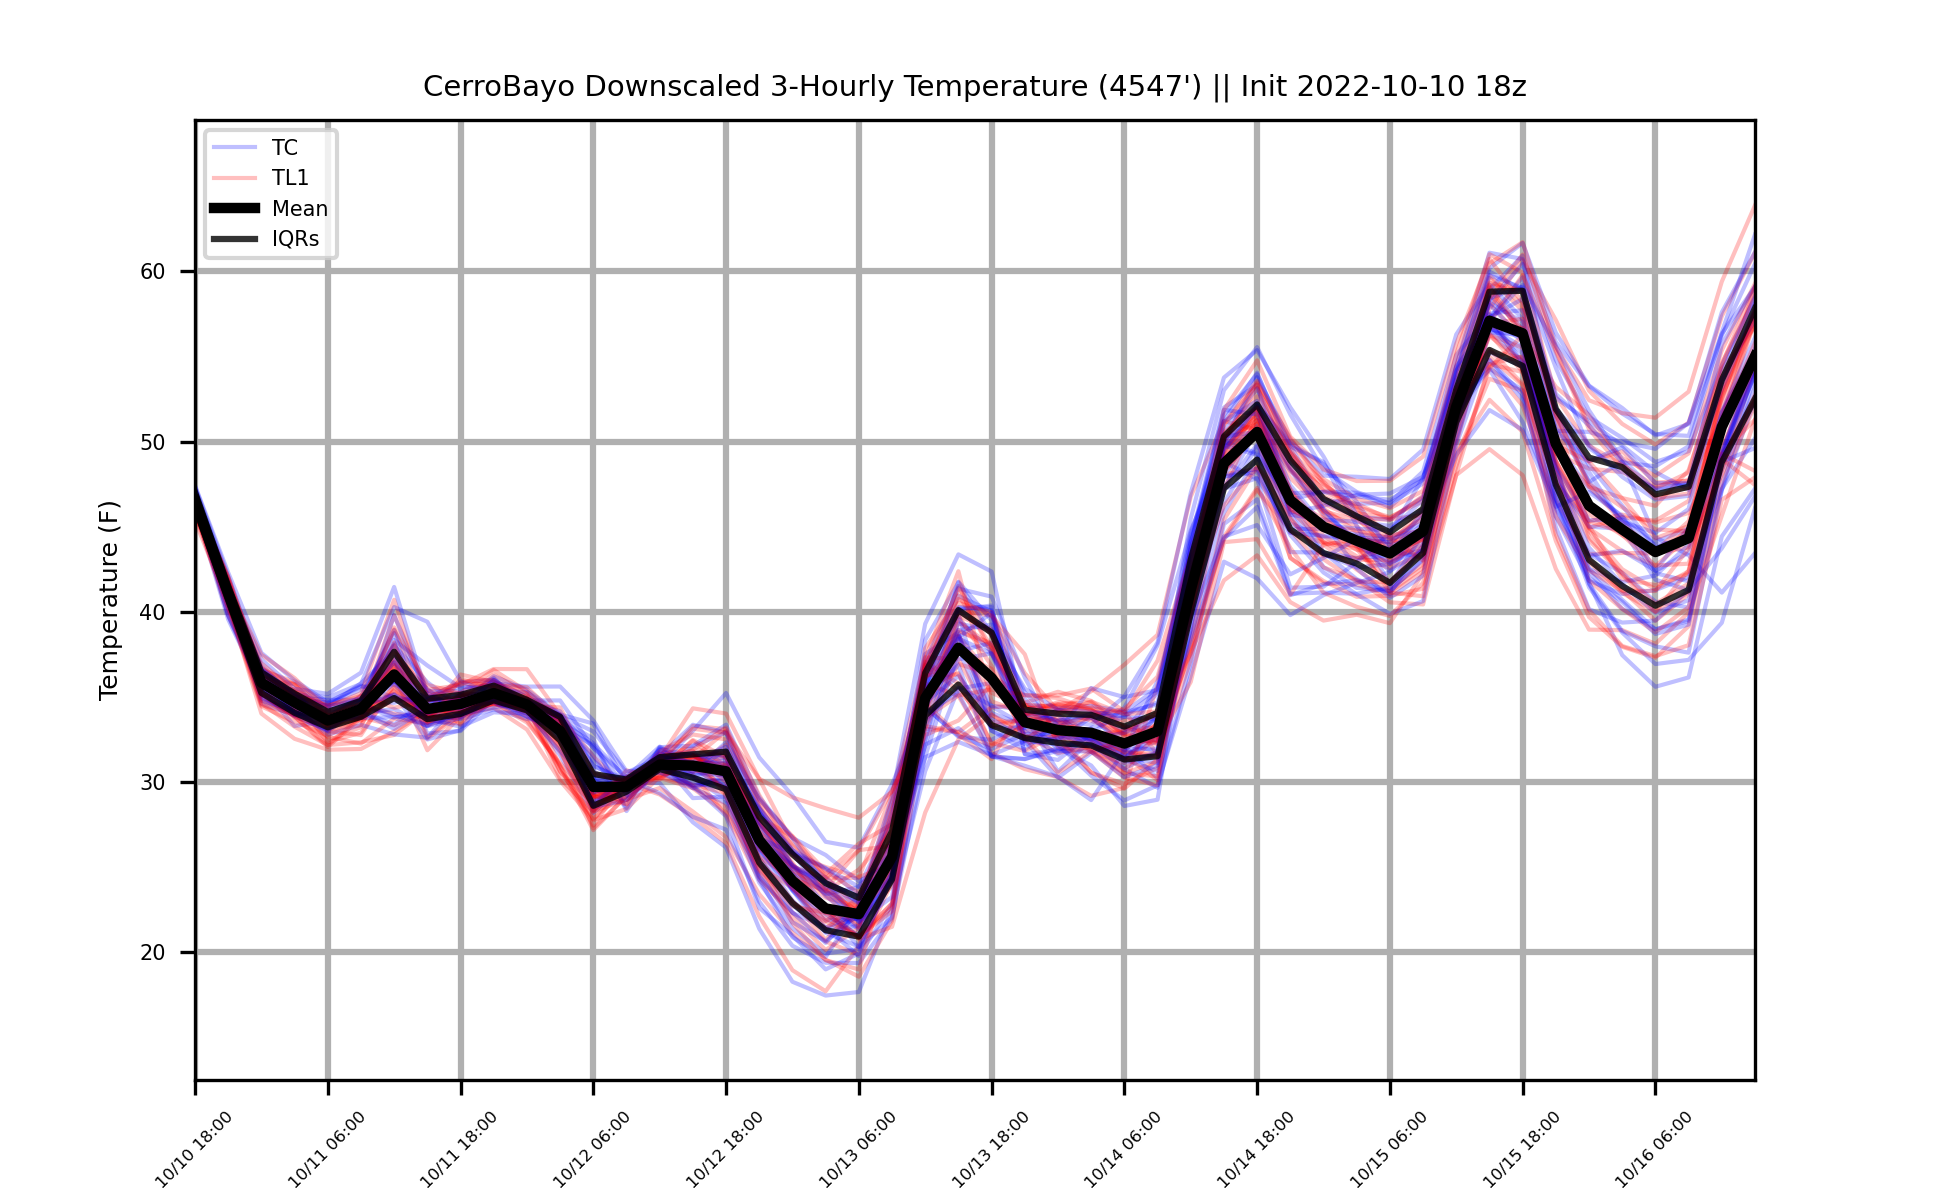 CerroBayo Downscaled 3-Hourly Temperature (4547') || Init 2022-10-10 18z
TC
TL1
Mean
IQRs
Temperature (F)
60
50
40
30
20
10/10 18:00
10/11 06:00
10/11 18:00
10/12 06:00
10/12 18:00
10/13 06:00
10/13 18:00
10/14 06:00
10/14 18:00
10/15 06:00
10/15 18:00
10/16 06:00